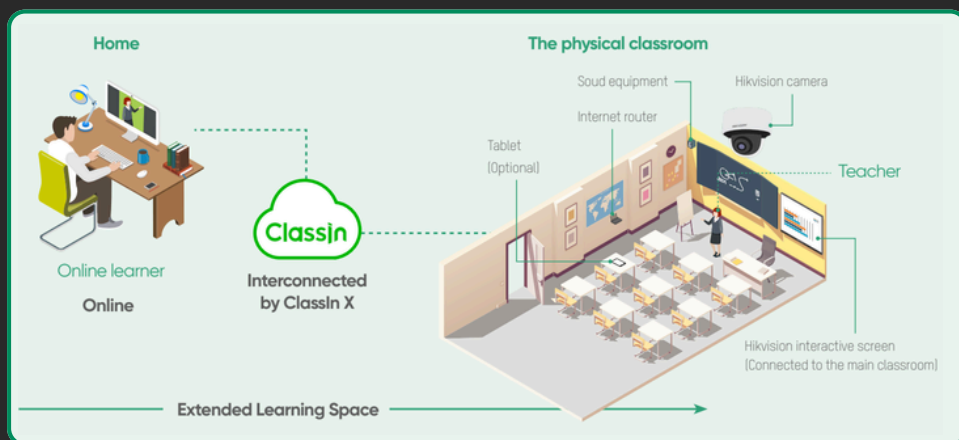 Home
The physical classroom
Soud equipment
Hikvision camera
Internet router
Tablet
(Optional)
Teacher
ClassIn
Online learner
Online
Interconnected
by ClassIn X
Hikvision interactive screen
(Connected to the main classroom)
Extended Learning Space